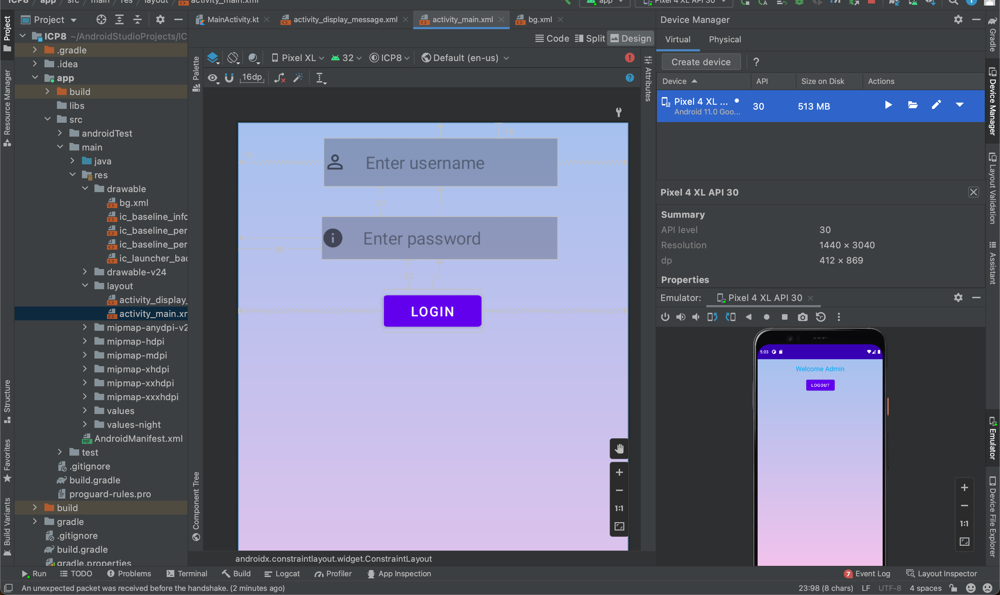 ICP8 / app / src / main / res / layout / activity_main.xml
app
Pixel 4 XL API 30
Project
MainActivity.kt
activity_display_message.xml
activity_main.xml
bg.xml
Device Manager
ICP8 ~/AndroidStudioProjects/IC
Code
Split
Design
Virtual
Physical
.gradle
.idea
app
build
libs
src
androidTest
main
java
res
drawable
bg.xml
ic_baseline_info
ic_baseline_per
ic_baseline_per
ic_launcher_bac
drawable-v24
layout
activity_display_
activity_main.xm
mipmap-anydpi-v2
mipmap-hdpi
mipmap-mdpi
mipmap-xhdpi
mipmap-xxhdpi
mipmap-xxxhdpi
values
values-night
AndroidManifest.xml
test
.gitignore
build.gradle
proguard-rules.pro
build
gradle
.gitignore
build.gradle
gradle.properties
Project
Resource Manager
Structure
Favorites
Build Variants
Palette
Component Tree
Pixel XL
32
ICP8
Default (en-us)
16dp
Attributes
16
16
Enter username
32
Enter password
68
32
LOGIN
1:1
androidx.constraintlayout.widget.ConstraintLayout
Create device
?
Device
API
Size on Disk
Actions
Pixel 4 XL ...
Android 11.0 Goo...
30
513 MB
Pixel 4 XL API 30
Summary
API level 30
Resolution 1440 × 3040
dp 412 × 869
Properties
Emulator: Pixel 4 XL API 30
5:03
Welcome Admin
LOGOUT
1:1
Gradle
Device Manager
Layout Validation
Assistant
Emulator
Device File Explorer
Run
TODO
Problems
Terminal
Build
Logcat
Profiler
App Inspection
7 Event Log
Layout Inspector
An unexpected packet was received before the handshake. (2 minutes ago)
23:98 (8 chars)
LF
UTF-8
4 spaces